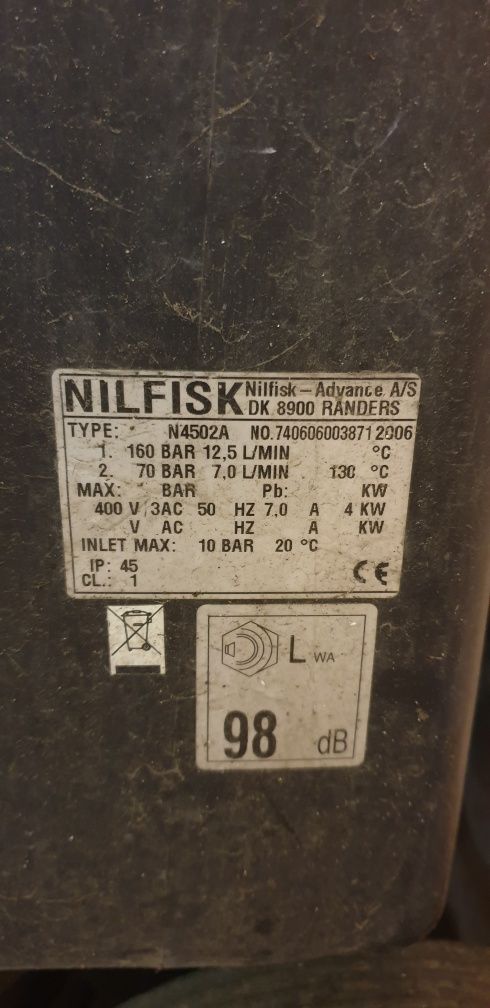 NILFISK Nilfisk – Advance A/S
DK 8900 RANDERS
TYPE: N4502A NO.740606003871 2006
1. 160 BAR 12,5 L/MIN °C
2. 70 BAR 7,0 L/MIN 130 °C
MAX: BAR Pb: KW
400 V/3AC 50 HZ 7,0 A 4 KW
V AC HZ A KW
INLET MAX: 10 BAR 20 °C
IP: 45
CL.: 1
CE
L WA
98 dB